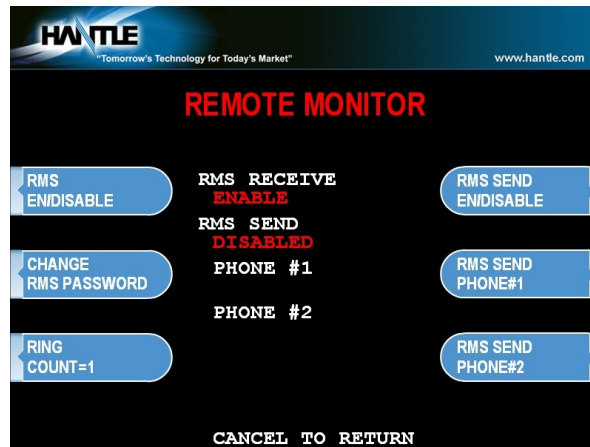 HANTLE
"Tomorrow's Technology for Today's Market"
www.hantle.com
REMOTE MONITOR
RMS
EN/DISABLE
RMS RECEIVE
ENABLE
RMS SEND
EN/DISABLE
RMS SEND
DISABLED
CHANGE
RMS PASSWORD
PHONE #1
RMS SEND
PHONE#1
PHONE #2
RING
COUNT=1
RMS SEND
PHONE#2
CANCEL TO RETURN